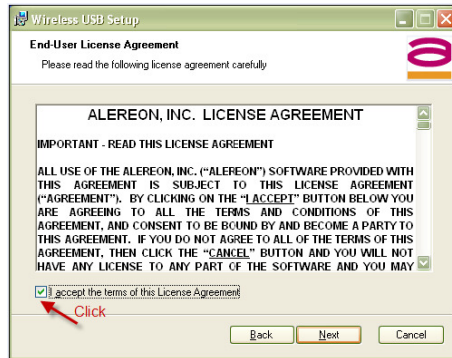 Wireless USB Setup
End-User License Agreement
Please read the following license agreement carefully
a
ALEREON, INC. LICENSE AGREEMENT
IMPORTANT - READ THIS LICENSE AGREEMENT
ALL USE OF THE ALEREON, INC. ("ALEREON") SOFTWARE PROVIDED WITH
THIS AGREEMENT IS SUBJECT TO THIS LICENSE AGREEMENT
("AGREEMENT"). BY CLICKING ON THE "I ACCEPT" BUTTON BELOW YOU
ARE AGREEING TO ALL THE TERMS AND CONDITIONS OF THIS
AGREEMENT, AND CONSENT TO BE BOUND BY AND BECOME A PARTY TO
THIS AGREEMENT. IF YOU DO NOT AGREE TO ALL OF THE TERMS OF THIS
AGREEMENT, THEN CLICK THE "CANCEL" BUTTON AND YOU WILL NOT
HAVE ANY LICENSE TO ANY PART OF THE SOFTWARE AND YOU MAY
I accept the terms of this License Agreement
Click
Back Next Cancel